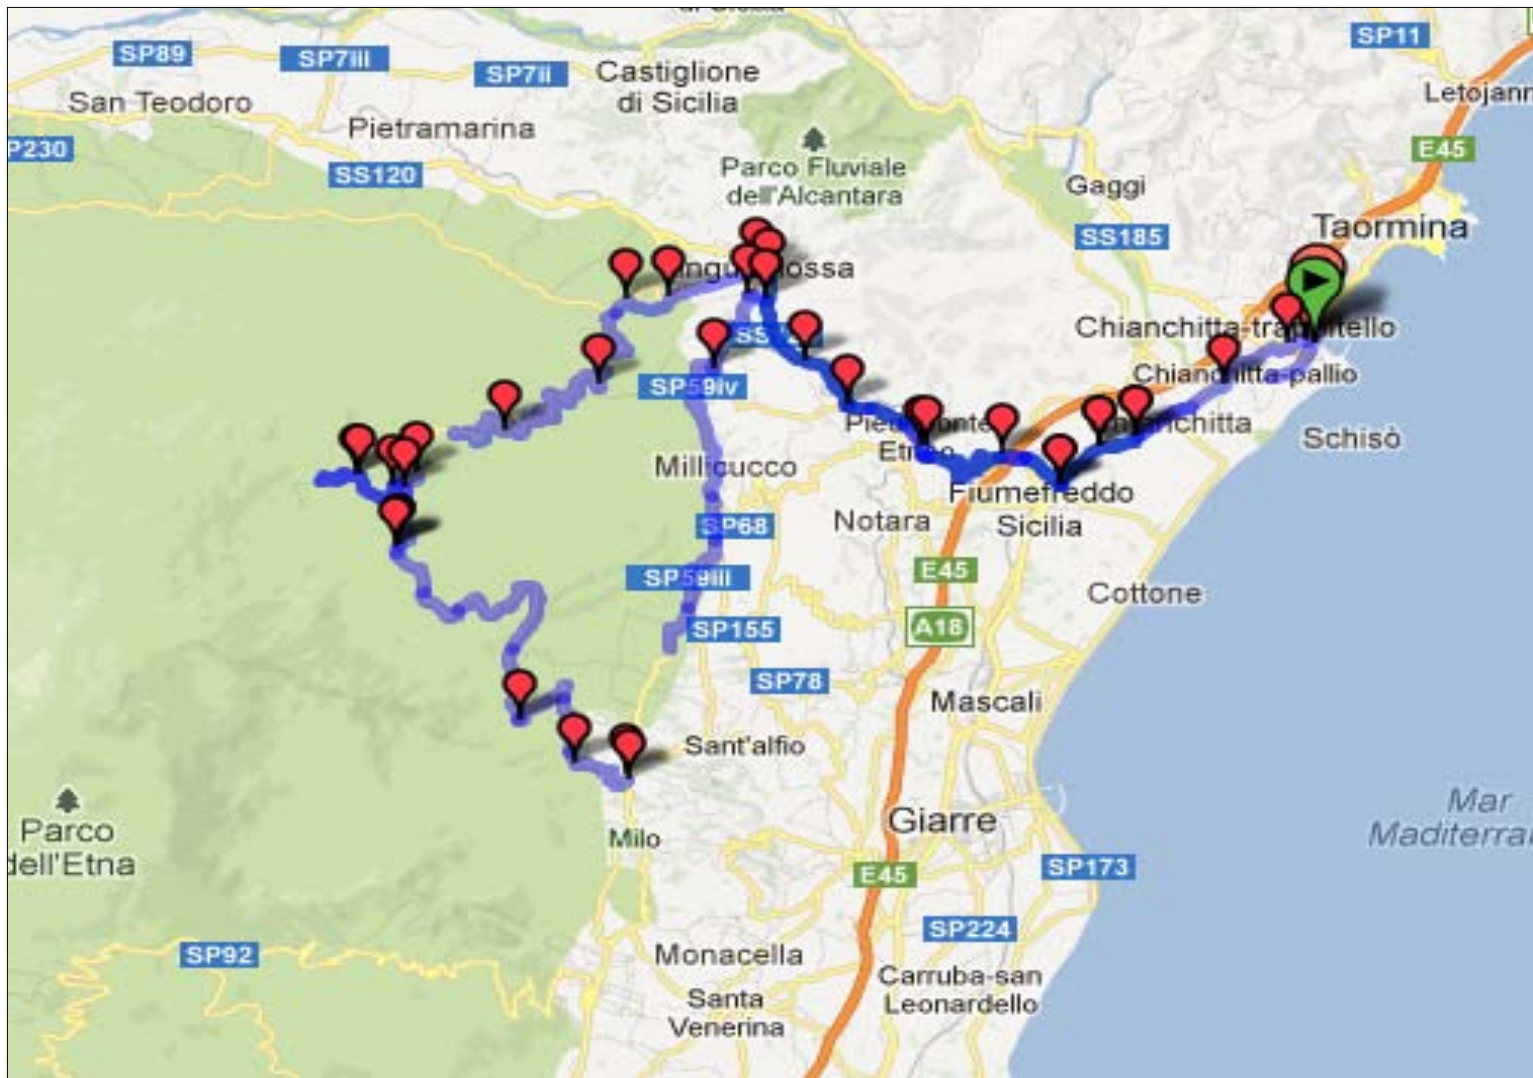 di Sicilia
SP11
SP89
SP7iii
SP7ii
Castiglione
di Sicilia
San Teodoro
Letojann
Pietramarina
P230
E45
SS120
Parco Fluviale
dell'Alcantara
Gaggi
Taormina
SS185
Chianchitta-trappitello
Chianchitta-pallio
SP59iv
Schisò
Millicucco
Fiumefreddo
Sicilia
Notara
SP68
E45
SP59iii
Cottone
A18
SP155
SP78
Mascali
Sant'alfio
Parco
dell'Etna
Mar
Maditerran
Giarre
Milo
E45
SP173
SP92
SP224
Monacella
Carruba-san
Leonardello
Santa
Venerina